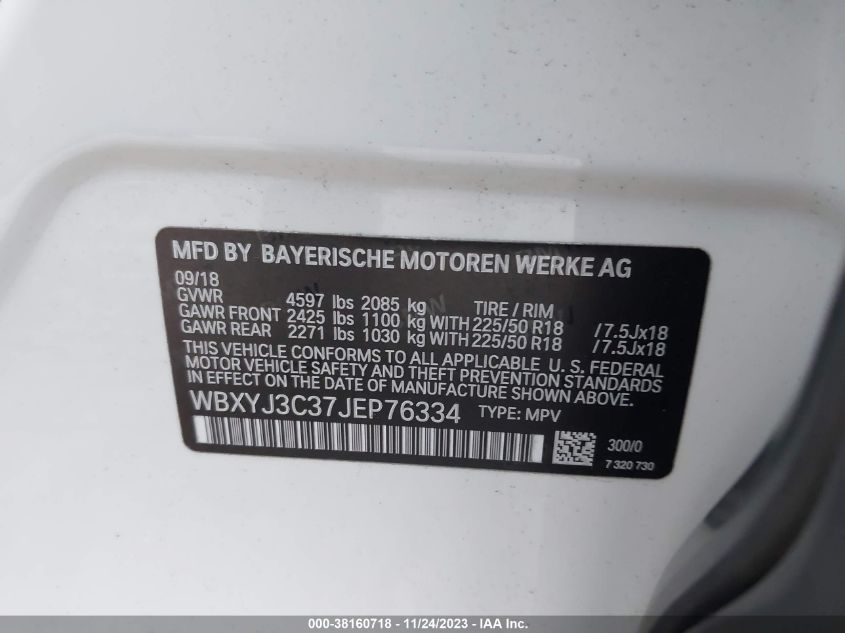 MFD BY BAYERISCHE MOTOREN WERKE AG
09/18
GVWR 4597 lbs 2085 kg TIRE / RIM
GAWR FRONT 2425 lbs 1100 kg WITH 225/50 R18 / 7.5Jx18
GAWR REAR 2271 lbs 1030 kg WITH 225/50 R18 / 7.5Jx18
THIS VEHICLE CONFORMS TO ALL APPLICABLE U. S. FEDERAL
MOTOR VEHICLE SAFETY AND THEFT PREVENTION STANDARDS
IN EFFECT ON THE DATE OF MANUFACTURE SHOWN ABOVE.
WBXYJ3C37JEP76334 TYPE: MPV
300/0
7 320 730
000-38160718 - 11/24/2023 - © IAA Inc.